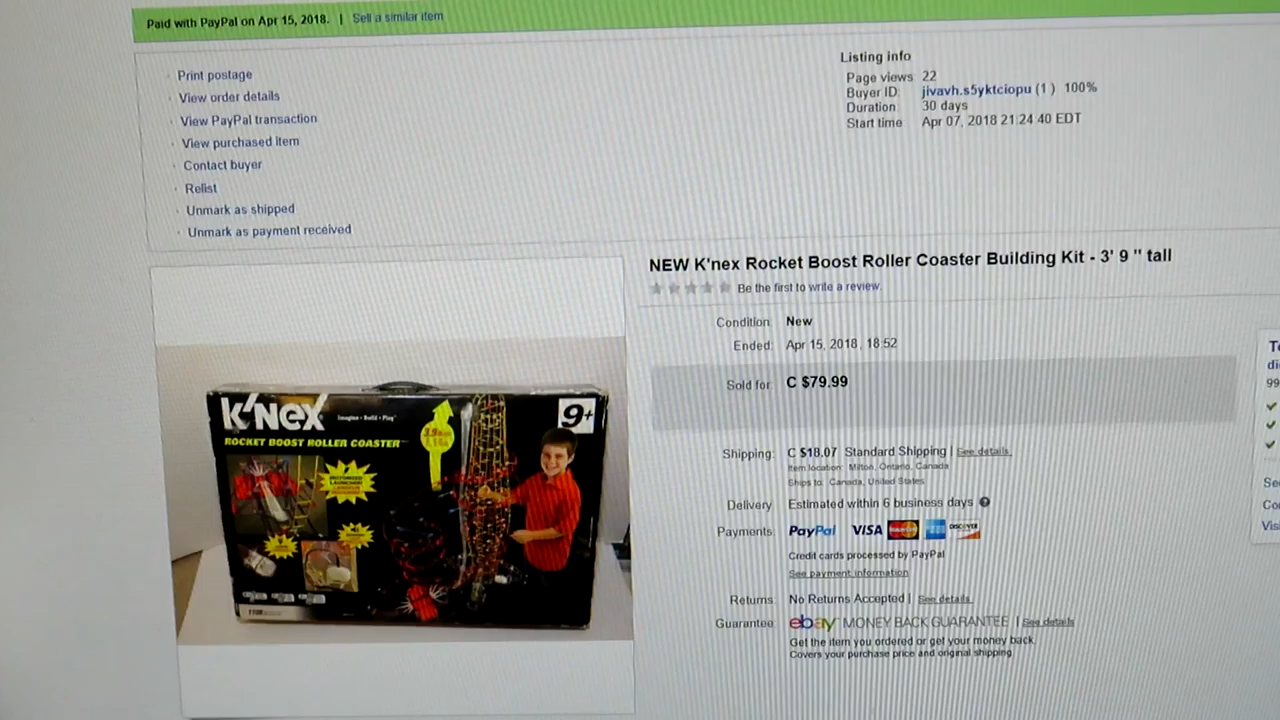 Paid with PayPal on Apr 15, 2018. | Sell a similar item
Print postage
View order details
View PayPal transaction
View purchased item
Contact buyer
Relist
Unmark as shipped
Unmark as payment received
Listing info
Page views 22
Buyer ID: jivavh.s5yktciopu (1 ) 100%
Duration: 30 days
Start time: Apr 07, 2018 21:24:40 EDT
NEW K'nex Rocket Boost Roller Coaster Building Kit - 3' 9 " tall
Be the first to write a review.
Condition: New
Ended: Apr 15, 2018 , 18:52
Sold for: C $79.99
Shipping: C $18.07 Standard Shipping | See details
Item location: Milton, Ontario, Canada
Ships to: Canada, United States
Delivery Estimated within 6 business days ?
Payments: PayPal VISA MasterCard DISCOVER
Credit cards processed by PayPal
See payment information
Returns: No Returns Accepted | See details
Guarantee: ebay MONEY BACK GUARANTEE | See details
Get the item you ordered or get your money back.
Covers your purchase price and original shipping.
K'NEX Imagine • Build • Play
9+
ROCKET BOOST ROLLER COASTER
99